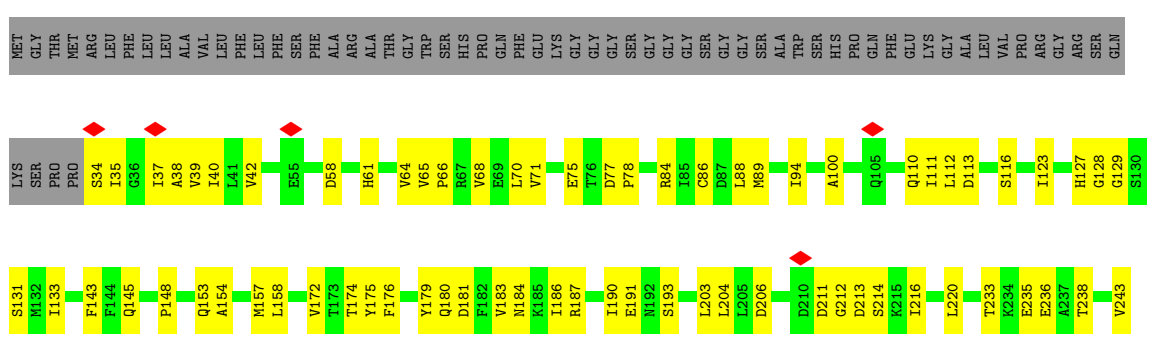 MET GLY THR MET ARG LEU PHE LEU LEU ALA VAL LEU PHE LEU PHE SER PHE ALA ARG ALA THR GLY TRP SER HIS PRO GLN PHE GLU LYS GLY GLY GLY SER GLY GLY GLY SER GLY GLY SER ALA TRP SER HIS PRO GLN PHE GLU LYS GLY ALA LEU VAL PRO ARG GLY ARG SER GLN
LYS SER PRO PRO S34 I35 G36 I37 A38 V39 I40 L41 V42 E55 D58 H61 V64 V65 P66 R67 V68 E69 L70 V71 E75 T76 D77 P78 R84 I85 C86 D87 L88 M89 I94 A100 Q105 Q110 I111 L112 D113 S116 I123 H127 G128 G129 S130
S131 M132 I133 F143 F144 Q145 P148 Q153 A154 M157 L158 V172 T173 T174 Y175 F176 Y179 Q180 D181 F182 V183 N184 K185 I186 R187 I190 E191 N192 S193 L203 L204 L205 D206 D210 D211 G212 D213 S214 K215 I216 L220 T233 K234 E235 E236 A237 T238 V243